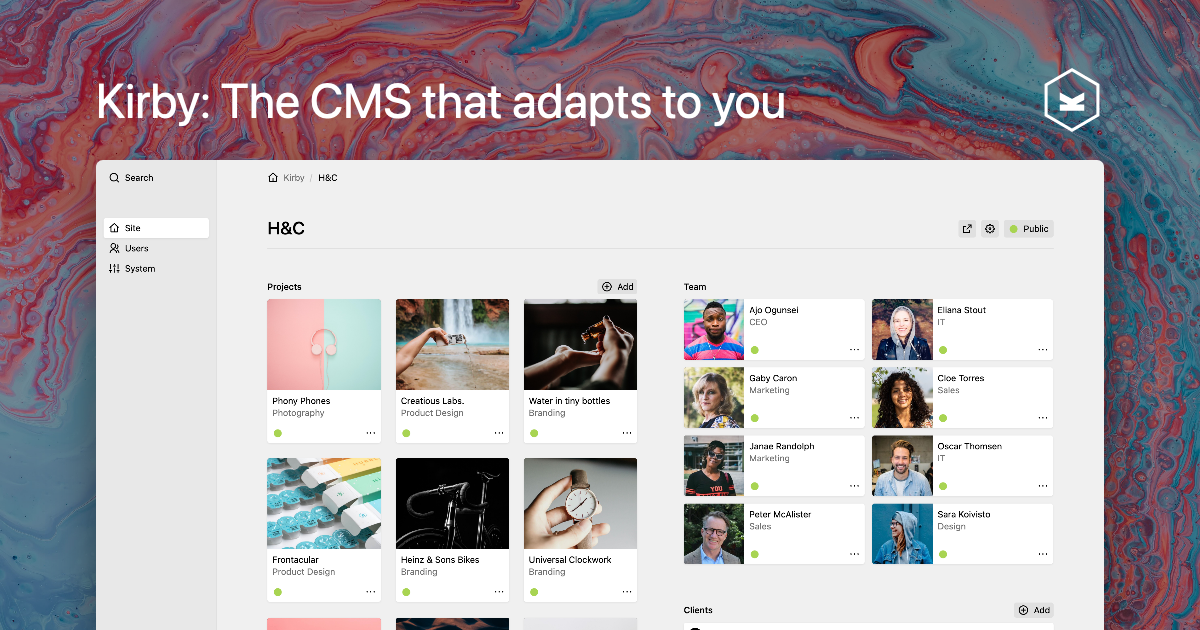 Kirby: The CMS that adapts to you
Search
Site
Users
System
Kirby / H&C
H&C
Public
Projects
Add
Phony Phones
Photography
Creatious Labs.
Product Design
Water in tiny bottles
Branding
Frontacular
Product Design
Heinz & Sons Bikes
Branding
Universal Clockwork
Branding
Team
Ajo Ogunsei
CEO
Eliana Stout
IT
Gaby Caron
Marketing
Cloe Torres
Sales
Janae Randolph
Marketing
YOU
Oscar Thomsen
IT
Peter McAlister
Sales
Sara Koivisto
Design
Clients
Add